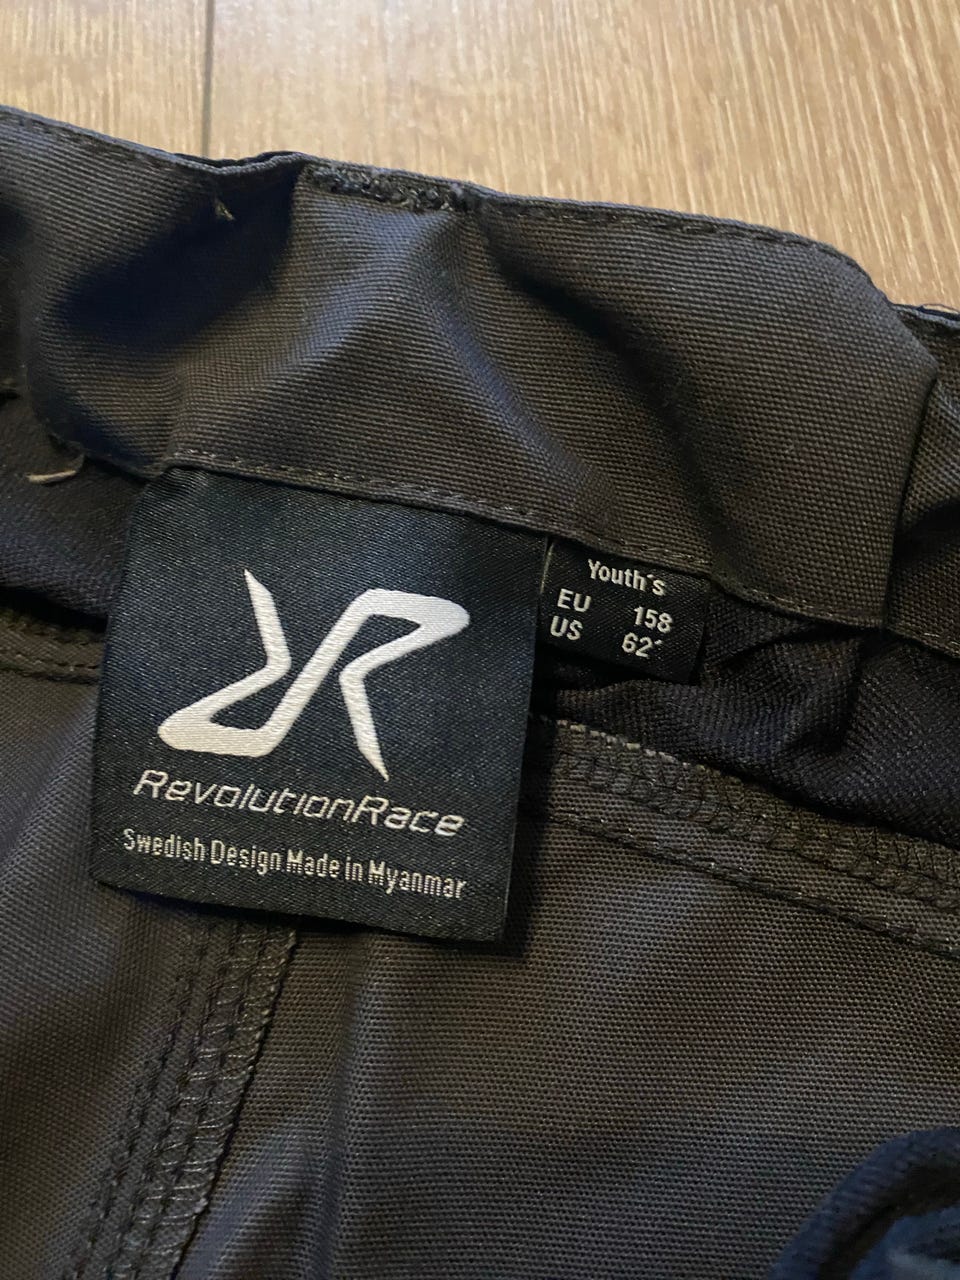 RevolutionRace
Swedish Design.Made in Myanmar
Youth´s
EU 158
US 62´